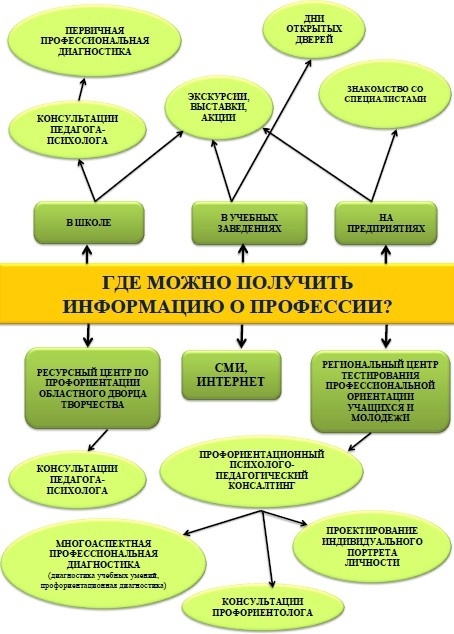 ДНИ
ОТКРЫТЫХ
ДВЕРЕЙ
ПЕРВИЧНАЯ
ПРОФЕССИОНАЛЬНАЯ
ДИАГНОСТИКА
ЭКСКУРСИИ,
ВЫСТАВКИ,
АКЦИИ
ЗНАКОМСТВО СО
СПЕЦИАЛИСТАМИ
КОНСУЛЬТАЦИИ
ПЕДАГОГА-
ПСИХОЛОГА
В ШКОЛЕ
В УЧЕБНЫХ
ЗАВЕДЕНИЯХ
НА
ПРЕДПРИЯТИЯХ
ГДЕ МОЖНО ПОЛУЧИТЬ
ИНФОРМАЦИЮ О ПРОФЕССИИ?
РЕСУРСНЫЙ ЦЕНТР ПО
ПРОФОРИЕНТАЦИИ
ОБЛАСТНОГО ДВОРЦА
ТВОРЧЕСТВА
СМИ,
ИНТЕРНЕТ
РЕГИОНАЛЬНЫЙ ЦЕНТР
ТЕСТИРОВАНИЯ
ПРОФЕССИОНАЛЬНОЙ
ОРИЕНТАЦИИ
УЧАЩИХСЯ И
МОЛОДЕЖИ
КОНСУЛЬТАЦИИ
ПЕДАГОГА-
ПСИХОЛОГА
ПРОФОРИЕНТАЦИОННЫЙ
ПСИХОЛОГО-
ПЕДАГОГИЧЕСКИЙ
КОНСАЛТИНГ
МНОГОАСПЕКТНАЯ
ПРОФЕССИОНАЛЬНАЯ
ДИАГНОСТИКА
(диагностика учебных умений,
профориентационная диагностика)
ПРОЕКТИРОВАНИЕ
ИНДИВИДУАЛЬНОГО
ПОРТРЕТА
ЛИЧНОСТИ
КОНСУЛЬТАЦИИ
ПРОФОРИЕНТОЛОГА